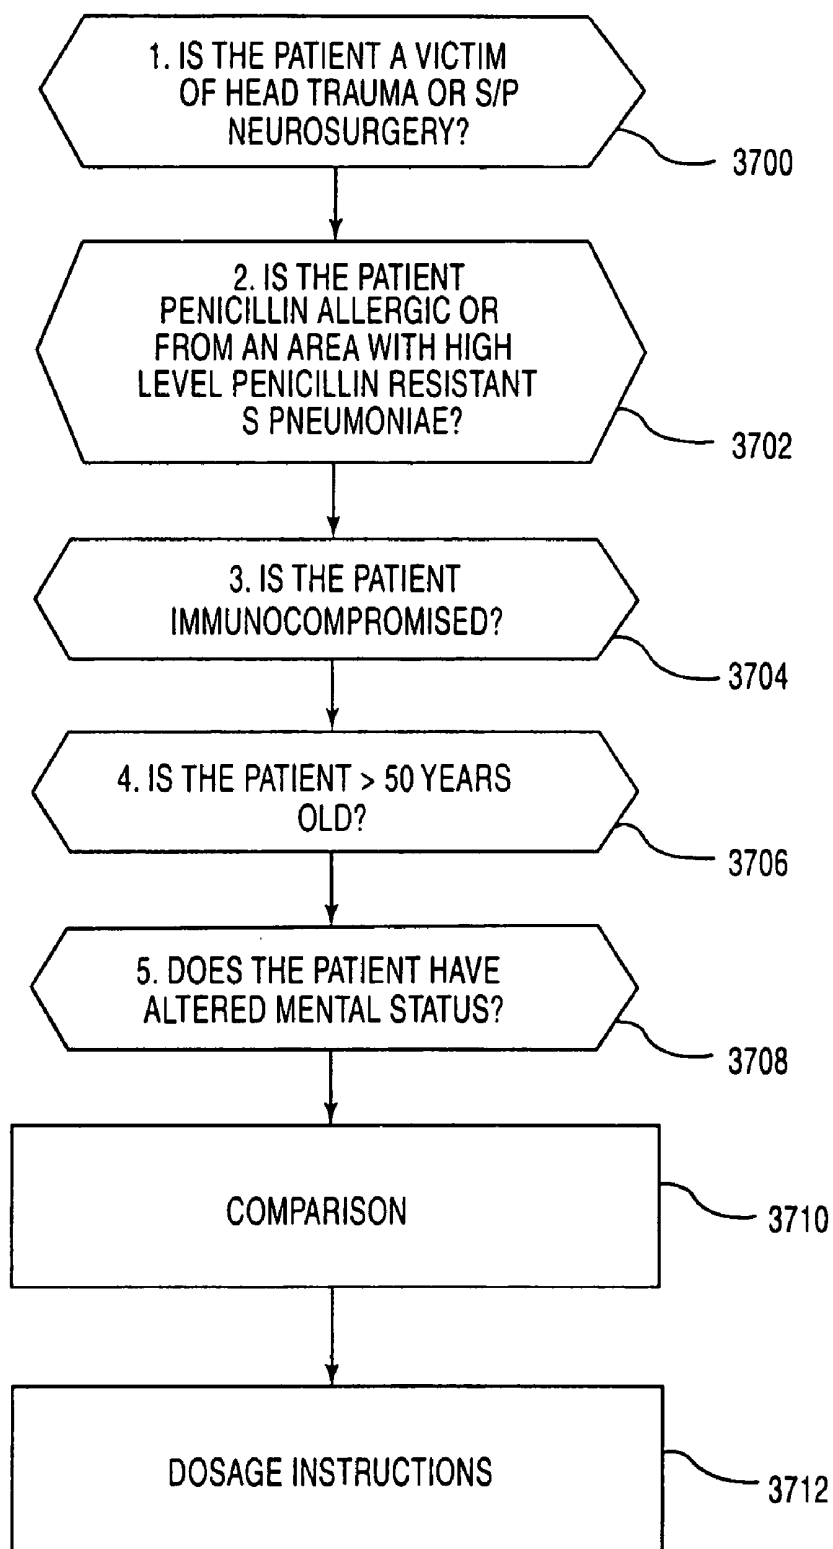 1. IS THE PATIENT A VICTIM
OF HEAD TRAUMA OR S/P
NEUROSURGERY?
3700
2. IS THE PATIENT
PENICILLIN ALLERGIC OR
FROM AN AREA WITH HIGH
LEVEL PENICILLIN RESISTANT
S PNEUMONIAE?
3702
3. IS THE PATIENT
IMMUNOCOMPROMISED?
3704
4. IS THE PATIENT > 50 YEARS
OLD?
3706
5. DOES THE PATIENT HAVE
ALTERED MENTAL STATUS?
3708
COMPARISON
3710
DOSAGE INSTRUCTIONS
3712